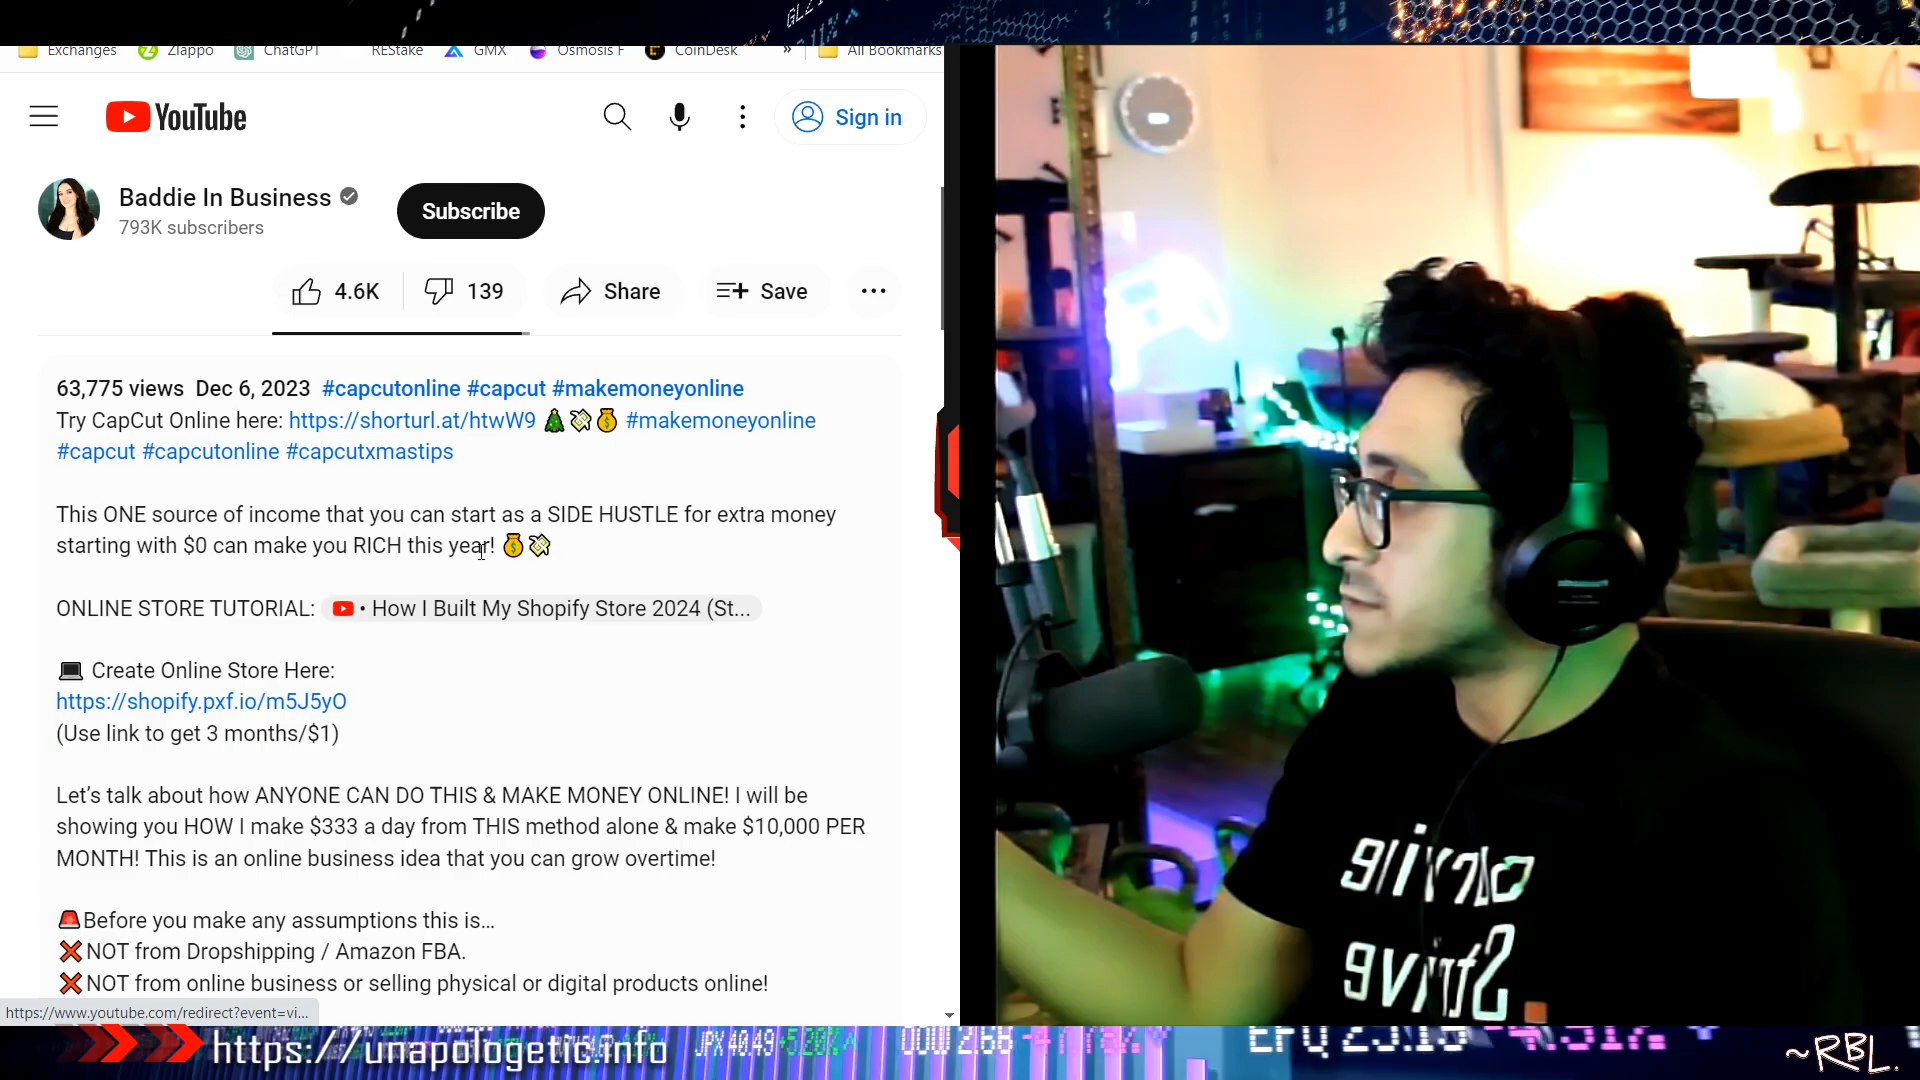 Exchanges Zlappo ChatGPT REStake GMX Osmosis F CoinDesk » All Bookmarks
YouTube
Sign in
Baddie In Business
793K subscribers
Subscribe
4.6K 139 Share Save
63,775 views Dec 6, 2023 #capcutonline #capcut #makemoneyonline
Try CapCut Online here: https://shorturl.at/htwW9 🎄💸💰 #makemoneyonline
#capcut #capcutonline #capcutxmastips
This ONE source of income that you can start as a SIDE HUSTLE for extra money
starting with $0 can make you RICH this year! 💰💸
ONLINE STORE TUTORIAL: • How I Built My Shopify Store 2024 (St...
💻 Create Online Store Here:
https://shopify.pxf.io/m5J5yO
(Use link to get 3 months/$1)
Let’s talk about how ANYONE CAN DO THIS & MAKE MONEY ONLINE! I will be
showing you HOW I make $333 a day from THIS method alone & make $10,000 PER
MONTH! This is an online business idea that you can grow overtime!
🚨Before you make any assumptions this is…
❌NOT from Dropshipping / Amazon FBA.
❌NOT from online business or selling physical or digital products online!
https://www.youtube.com/redirect?event=vi...
https://unapologetic.info
~RBL.